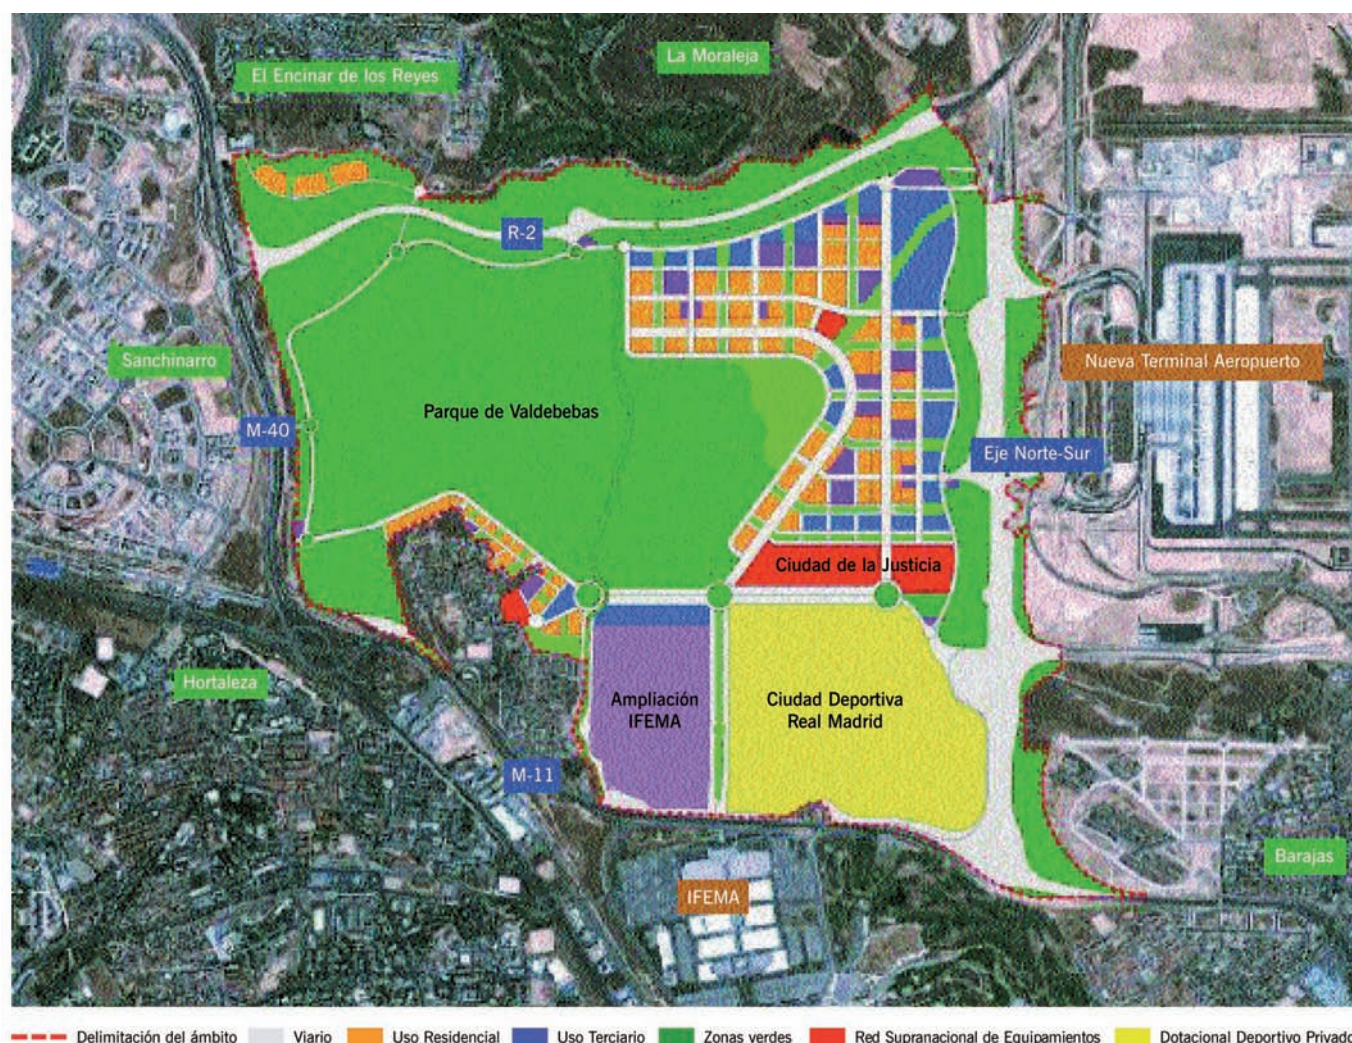 La Moraleja
El Encinar de los Reyes
R-2
Sanchinarro
Nueva Terminal Aeropuerto
Parque de Valdebebas
M-40
Eje Norte-Sur
Ciudad de la Justicia
Hortaleza
Ampliación
IFEMA
Ciudad Deportiva
Real Madrid
M-11
Barajas
IFEMA
Delimitación del ámbito
Viario
Uso Residencial
Uso Terciario
Zonas verdes
Red Supranacional de Equipamientos
Dotacional Deportivo Privado